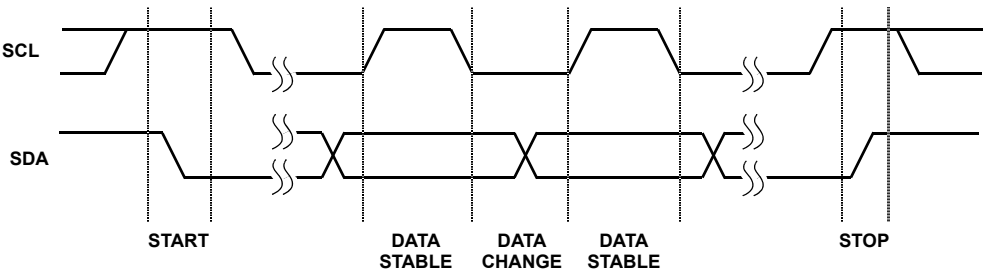 SCL
SDA
START
DATA STABLE
DATA CHANGE
DATA STABLE
STOP